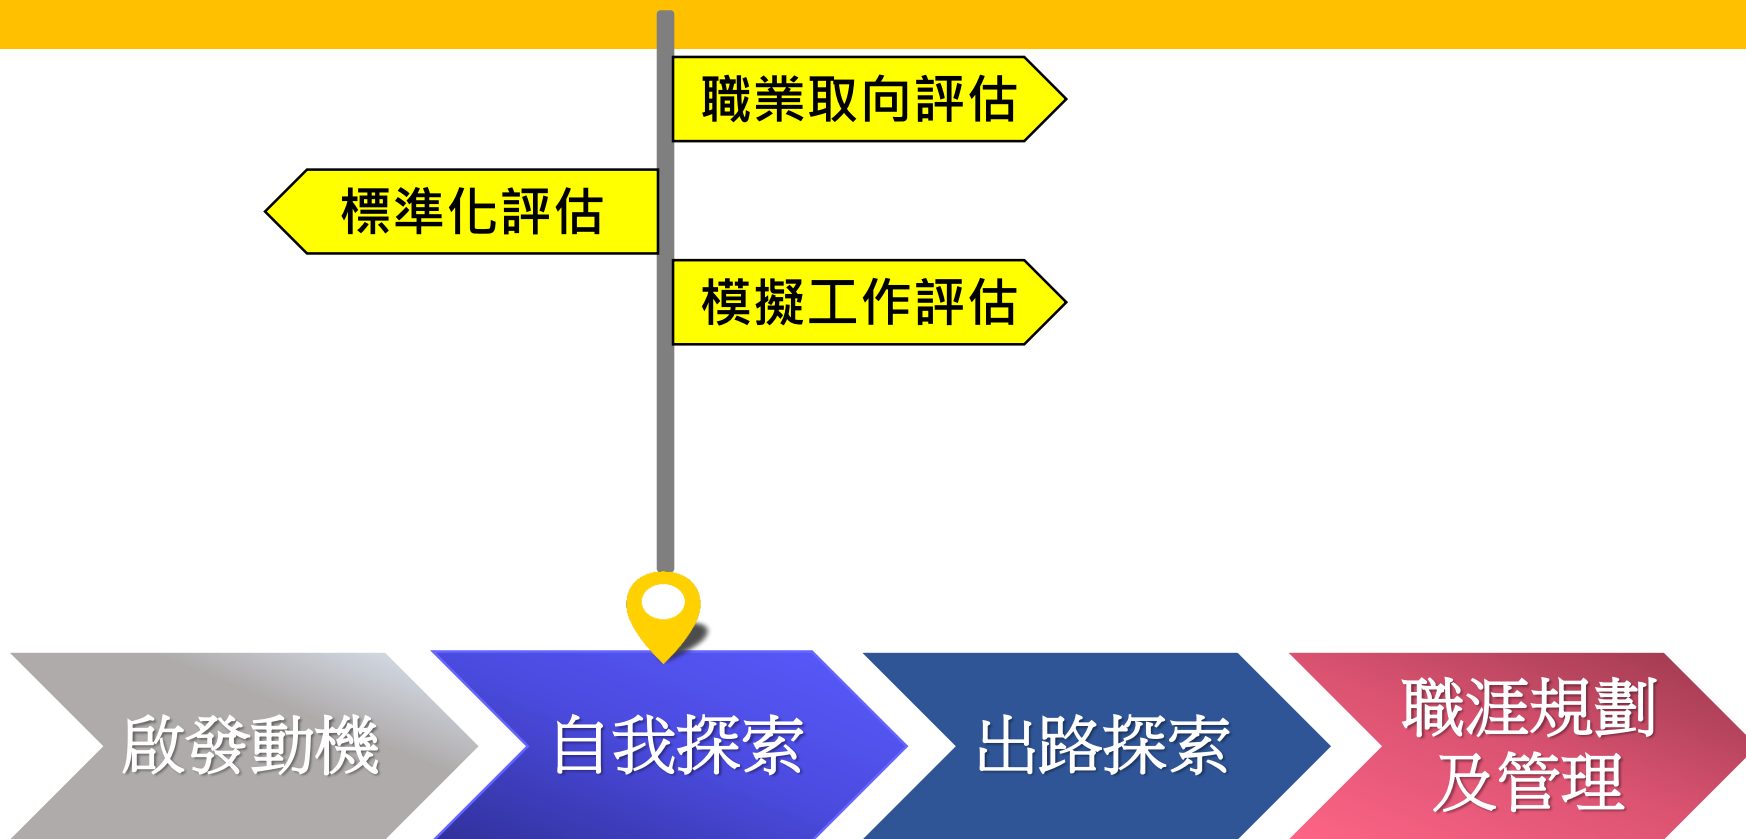 職業取向評估
標準化評估
模擬工作評估
啟發動機
自我探索
出路探索
職涯規劃
及管理